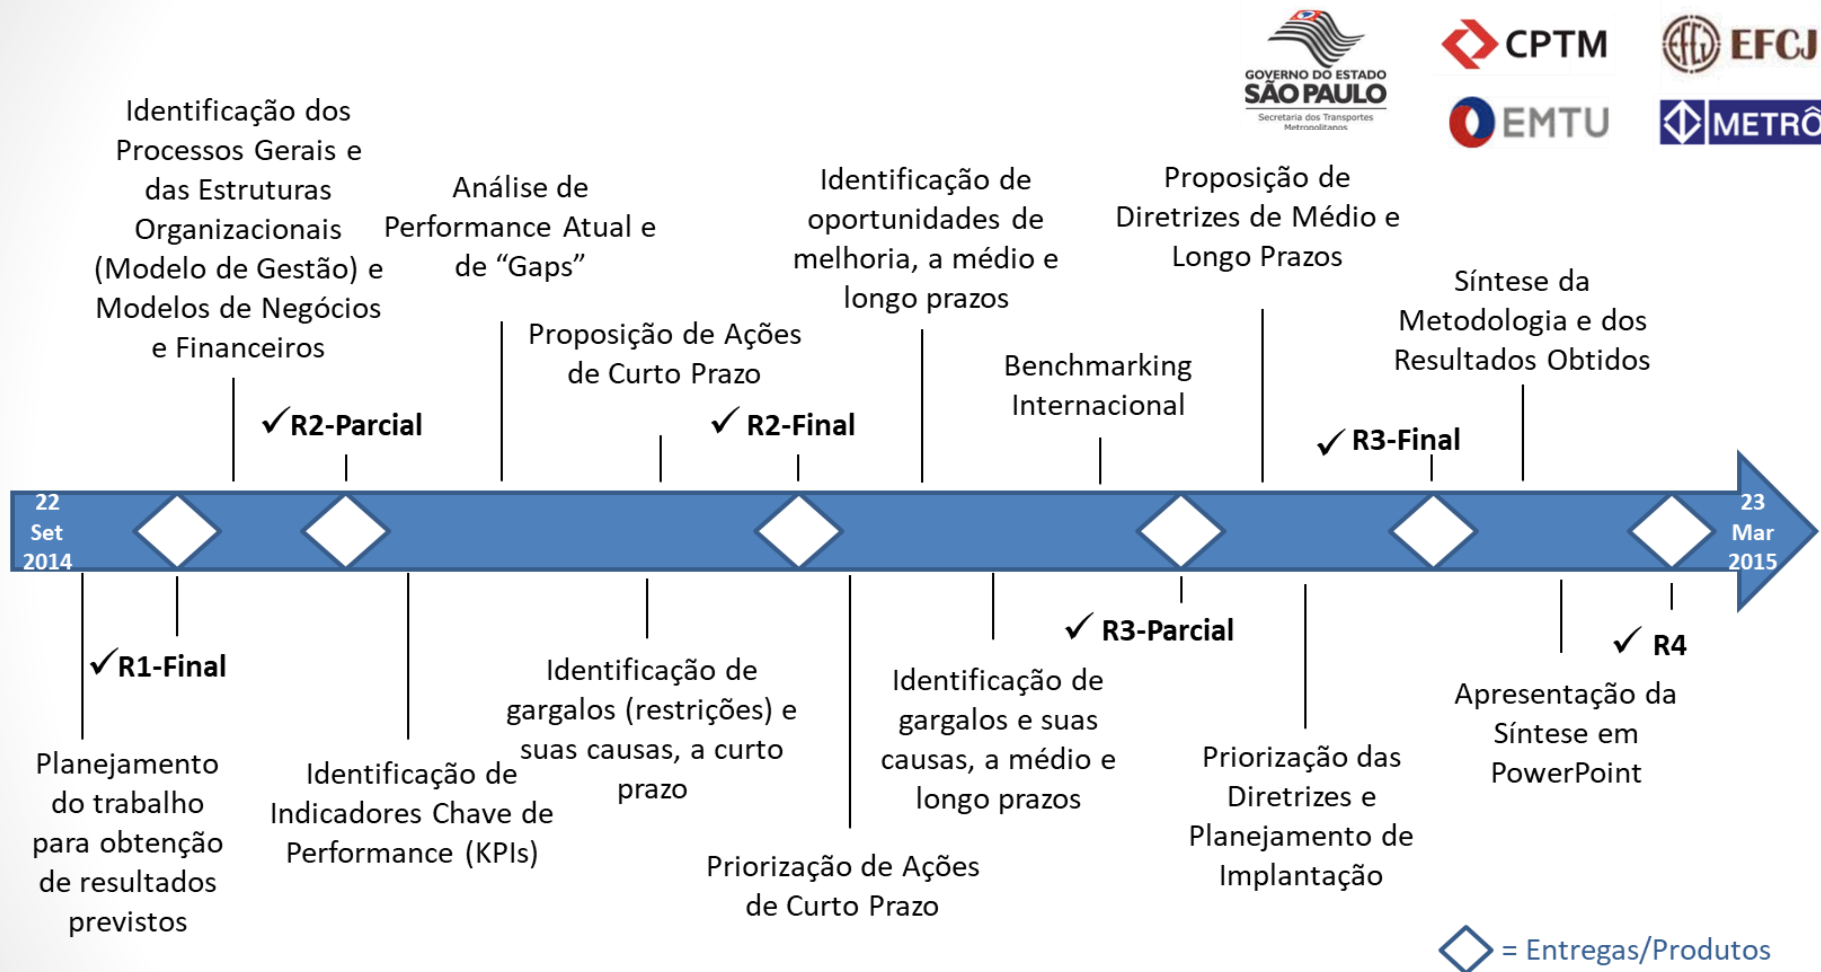 GOVERNO DO ESTADO
SÃO PAULO
Secretaria dos Transportes
Metropolitanos
CPTM
EFCJ
EMTU
METRÔ
Identificação dos
Processos Gerais e
das Estruturas
Organizacionais
(Modelo de Gestão) e
Modelos de Negócios
e Financeiros
✓R2-Parcial
Análise de
Performance Atual e
de “Gaps”
Proposição de Ações
de Curto Prazo
✓ R2-Final
Identificação de
oportunidades de
melhoria, a médio e
longo prazos
Benchmarking
Internacional
Proposição de
Diretrizes de Médio e
Longo Prazos
✓ R3-Final
Síntese da
Metodologia e dos
Resultados Obtidos
22
Set
2014
23
Mar
2015
✓R1-Final
Planejamento
do trabalho
para obtenção
de resultados
previstos
Identificação de
Indicadores Chave de
Performance (KPIs)
Identificação de
gargalos (restrições) e
suas causas, a curto
prazo
Priorização de Ações
de Curto Prazo
Identificação de
gargalos e suas
causas, a médio e
longo prazos
✓ R3-Parcial
Priorização das
Diretrizes e
Planejamento de
Implantação
Apresentação da
Síntese em
PowerPoint
✓ R4
= Entregas/Produtos